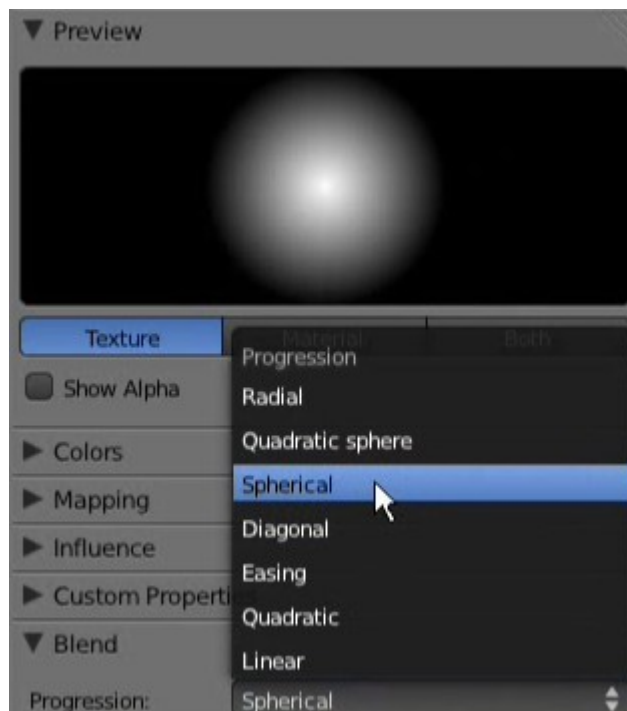 Preview
Texture
Material
Both
Show Alpha
Progression
Radial
Quadratic sphere
Colors
Spherical
Mapping
Diagonal
Influence
Easing
Custom Properti
Quadratic
Blend
Linear
Progression:
Spherical